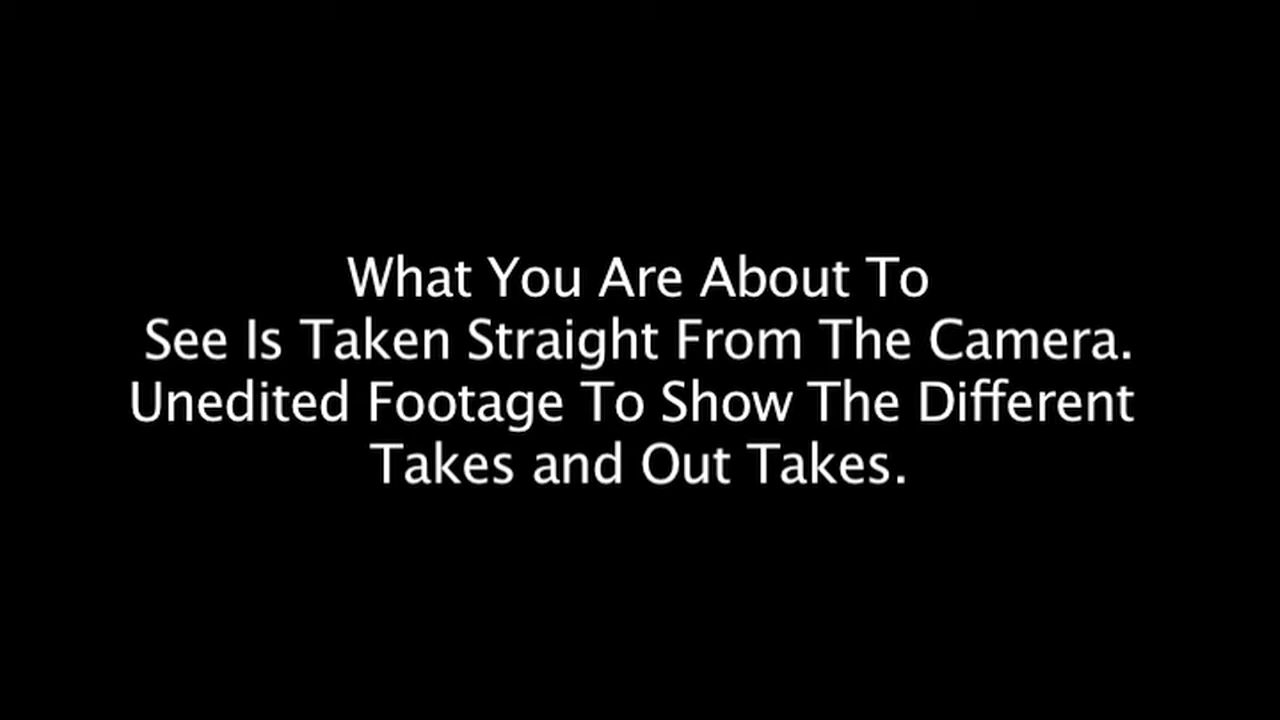 What You Are About To
See Is Taken Straight From The Camera.
Unedited Footage To Show The Different
Takes and Out Takes.